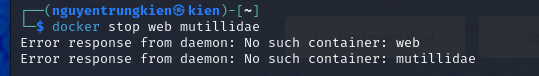 ┌──(nguyentrungkien㉿kien)-[~]
└─$ docker stop web mutillidae
Error response from daemon: No such container: web
Error response from daemon: No such container: mutillidae